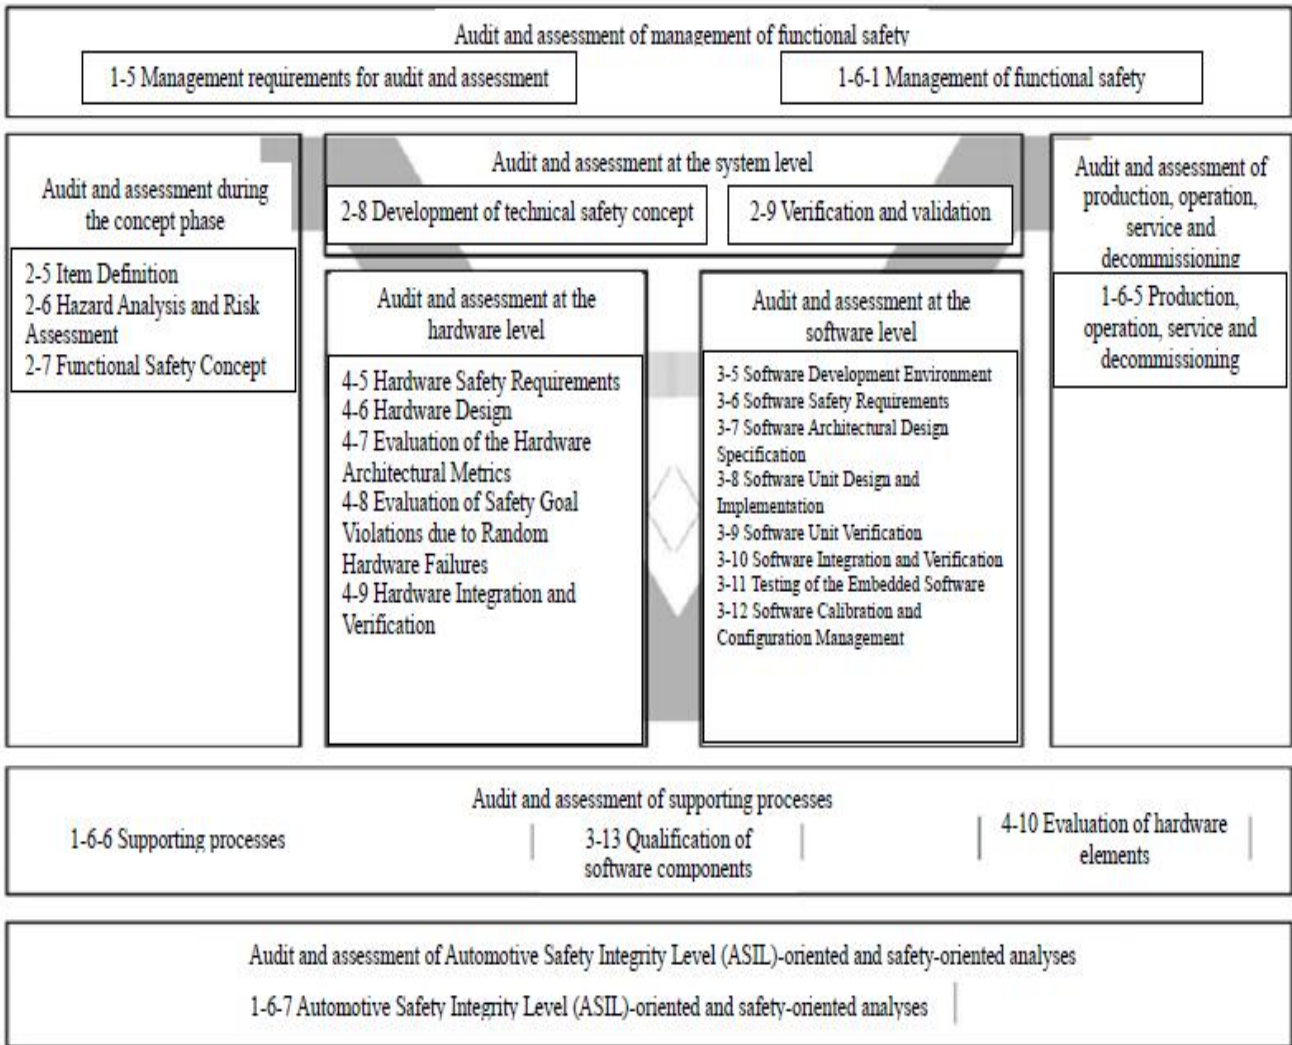 Audit and assessment of management of functional safety
1-5 Management requirements for audit and assessment
1-6-1 Management of functional safety
Audit and assessment during
the concept phase
2-5 Item Definition
2-6 Hazard Analysis and Risk
Assessment
2-7 Functional Safety Concept
Audit and assessment at the system level
2-8 Development of technical safety concept
2-9 Verification and validation
Audit and assessment at the
hardware level
4-5 Hardware Safety Requirements
4-6 Hardware Design
4-7 Evaluation of the Hardware
Architectural Metrics
4-8 Evaluation of Safety Goal
Violations due to Random
Hardware Failures
4-9 Hardware Integration and
Verification
Audit and assessment at the
software level
3-5 Software Development Environment
3-6 Software Safety Requirements
3-7 Software Architectural Design
Specification
3-8 Software Unit Design and
Implementation
3-9 Software Unit Verification
3-10 Software Integration and Verification
3-11 Testing of the Embedded Software
3-12 Software Calibration and
Configuration Management
Audit and assessment of
production, operation,
service and
decommissioning
1-6-5 Production,
operation, service and
decommissioning
Audit and assessment of supporting processes
1-6-6 Supporting processes
3-13 Qualification of
software components
4-10 Evaluation of hardware
elements
Audit and assessment of Automotive Safety Integrity Level (ASIL)-oriented and safety-oriented analyses
1-6-7 Automotive Safety Integrity Level (ASIL)-oriented and safety-oriented analyses